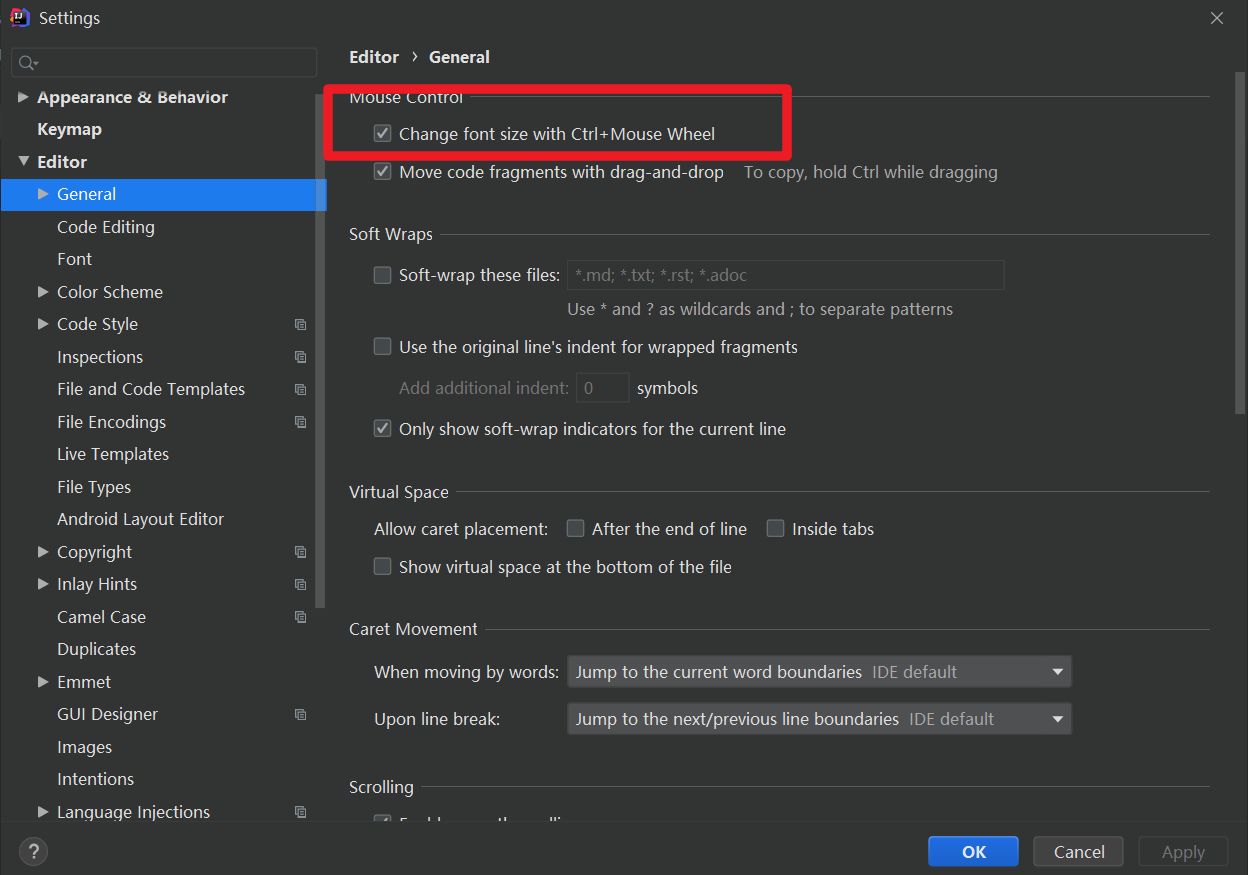 Settings
Editor › General
Appearance & Behavior
Keymap
Editor
General
Code Editing
Font
Color Scheme
Code Style
Inspections
File and Code Templates
File Encodings
Live Templates
File Types
Android Layout Editor
Copyright
Inlay Hints
Camel Case
Duplicates
Emmet
GUI Designer
Images
Intentions
Language Injections
Mouse Control
Change font size with Ctrl+Mouse Wheel
Move code fragments with drag-and-drop To copy, hold Ctrl while dragging
Soft Wraps
Soft-wrap these files: *.md; *.txt; *.rst; *.adoc
Use * and ? as wildcards and ; to separate patterns
Use the original line's indent for wrapped fragments
Add additional indent: 0 symbols
Only show soft-wrap indicators for the current line
Virtual Space
Allow caret placement: After the end of line Inside tabs
Show virtual space at the bottom of the file
Caret Movement
When moving by words: Jump to the current word boundaries IDE default
Upon line break: Jump to the next/previous line boundaries IDE default
Scrolling
? OK Cancel Apply